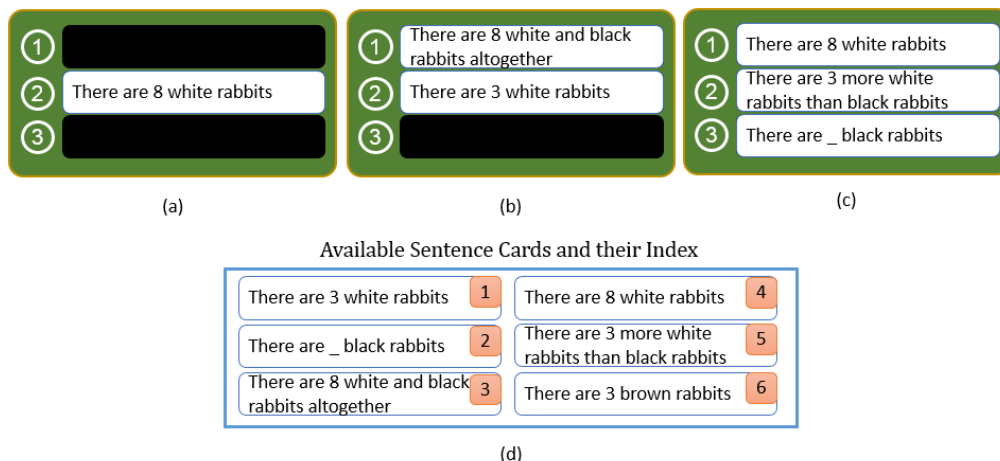 1
2
There are 8 white rabbits
3
(a)
1
There are 8 white and black
rabbits altogether
2
There are 3 white rabbits
3
(b)
1
There are 8 white rabbits
2
There are 3 more white
rabbits than black rabbits
3
There are _ black rabbits
(c)
Available Sentence Cards and their Index
There are 3 white rabbits
1
There are 8 white rabbits
4
There are _ black rabbits
2
There are 3 more white
rabbits than black rabbits
5
There are 8 white and black
rabbits altogether
3
There are 3 brown rabbits
6
(d)